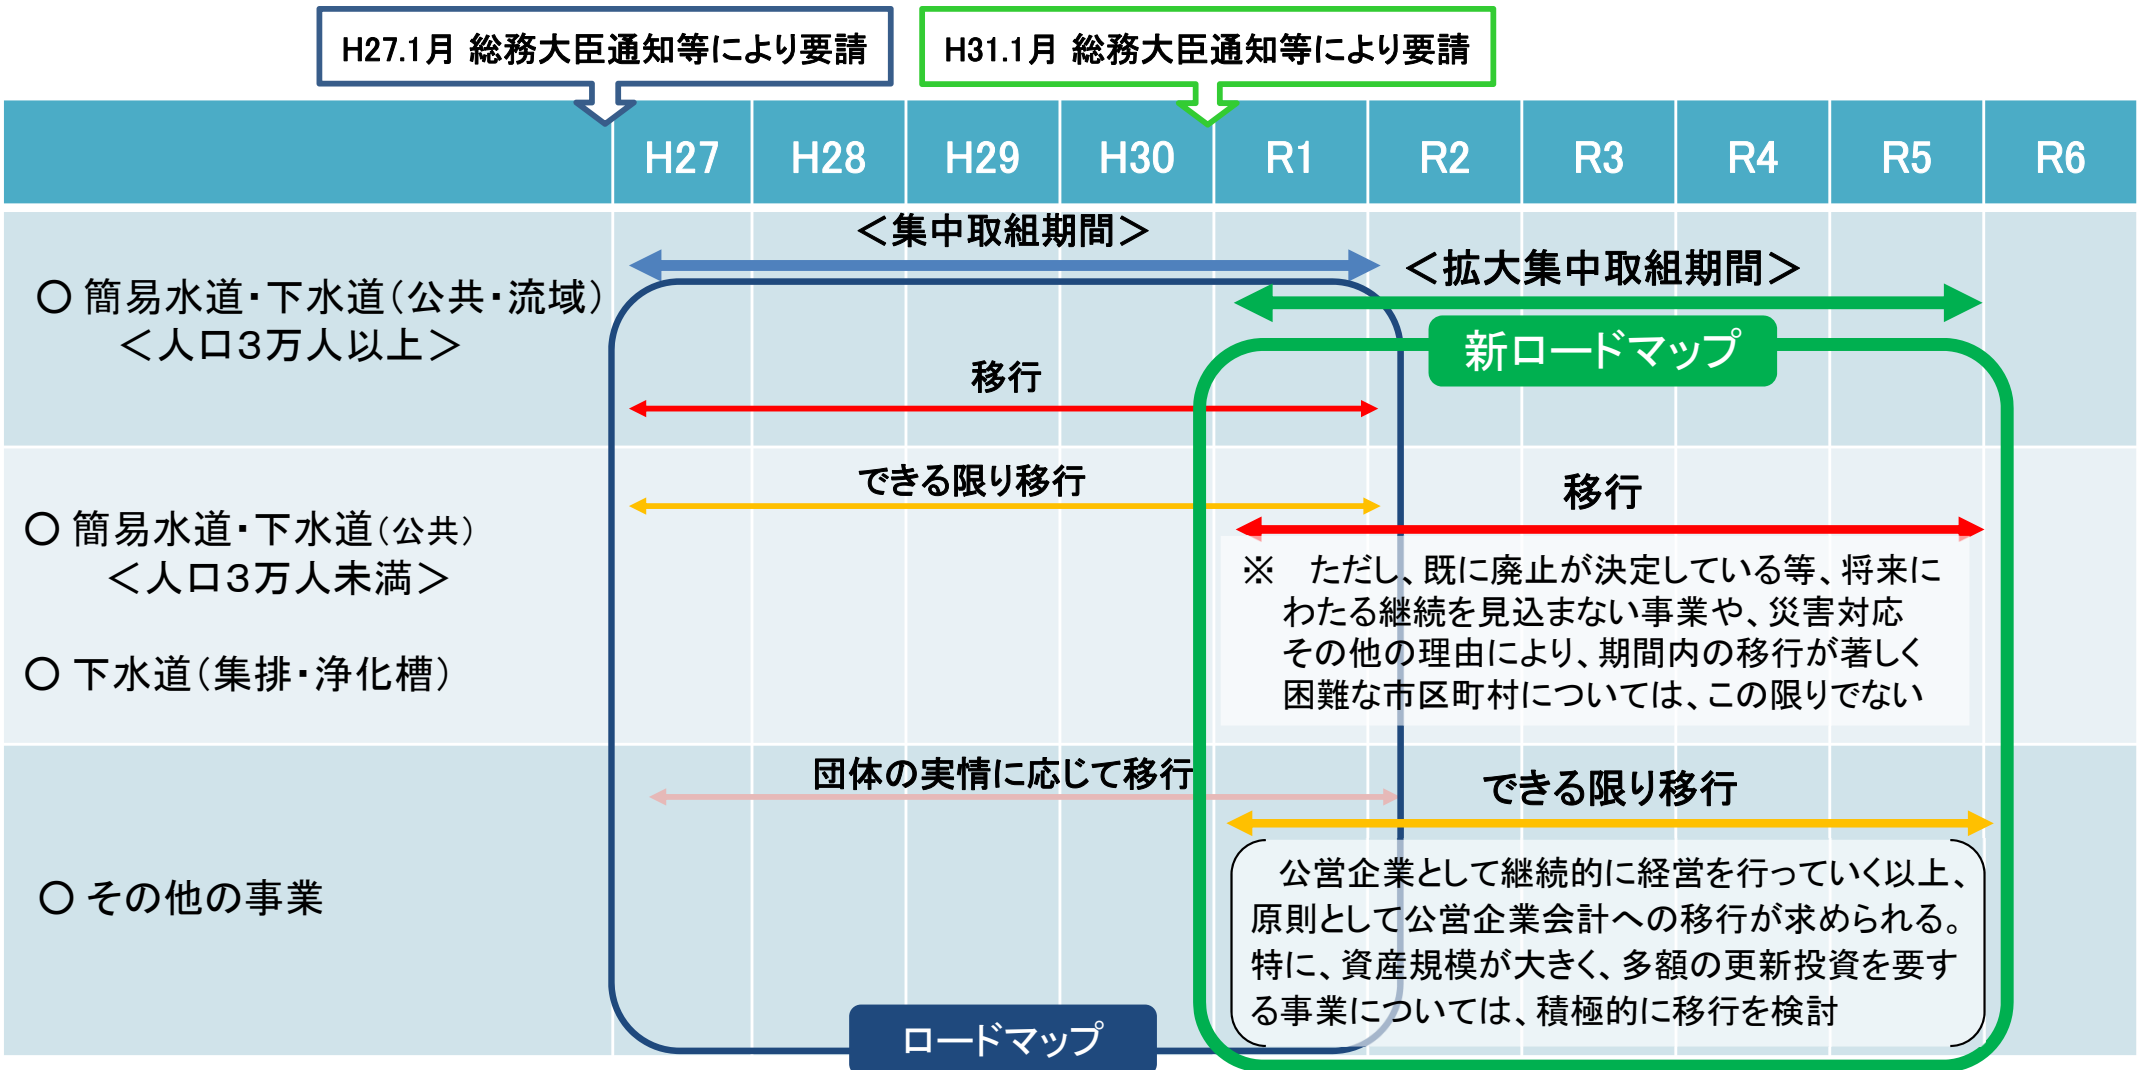 H27.1月 総務大臣通知等により要請
H31.1月 総務大臣通知等により要請
H27 H28 H29 H30 R1 R2 R3 R4 R5 R6
＜集中取組期間＞
＜拡大集中取組期間＞
〇 簡易水道・下水道（公共・流域）
＜人口３万人以上＞
新ロードマップ
移行
できる限り移行
移行
〇 簡易水道・下水道（公共）
＜人口３万人未満＞
〇 下水道（集排・浄化槽）
※　ただし、既に廃止が決定している等、将来に
わたる継続を見込まない事業や、災害対応
その他の理由により、期間内の移行が著しく
困難な市区町村については、この限りでない
団体の実情に応じて移行
できる限り移行
〇 その他の事業
公営企業として継続的に経営を行っていく以上、
原則として公営企業会計への移行が求められる。
特に、資産規模が大きく、多額の更新投資を要す
る事業については、積極的に移行を検討
ロードマップ